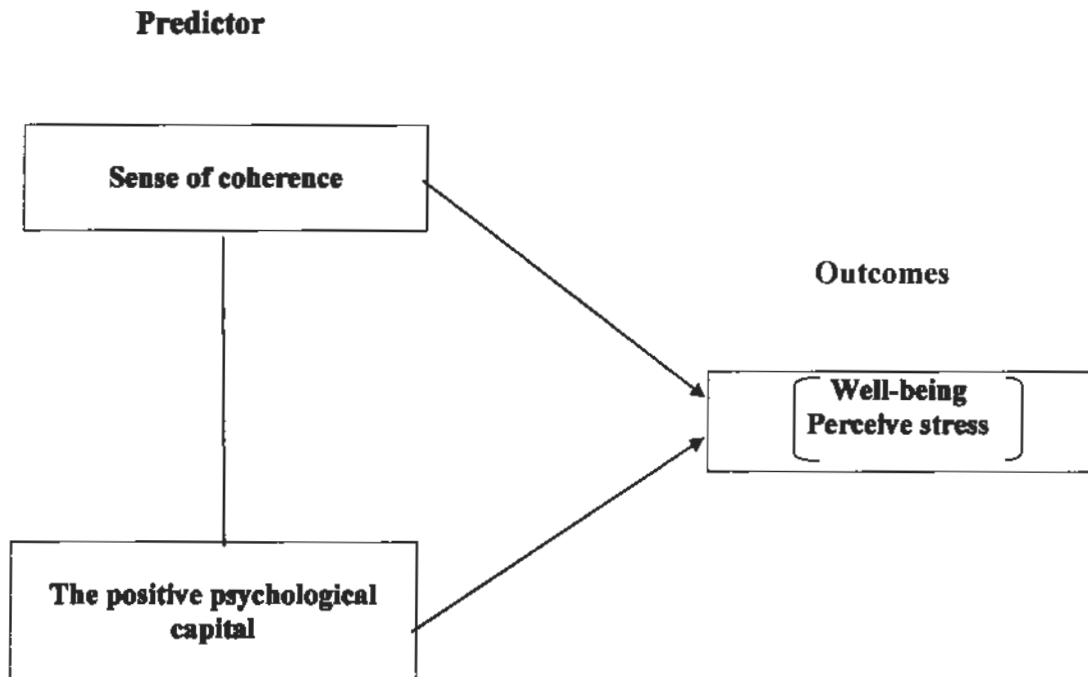 Predictor
Sense of coherence
Outcomes
Well-being
Perceive stress
The positive psychological
capital